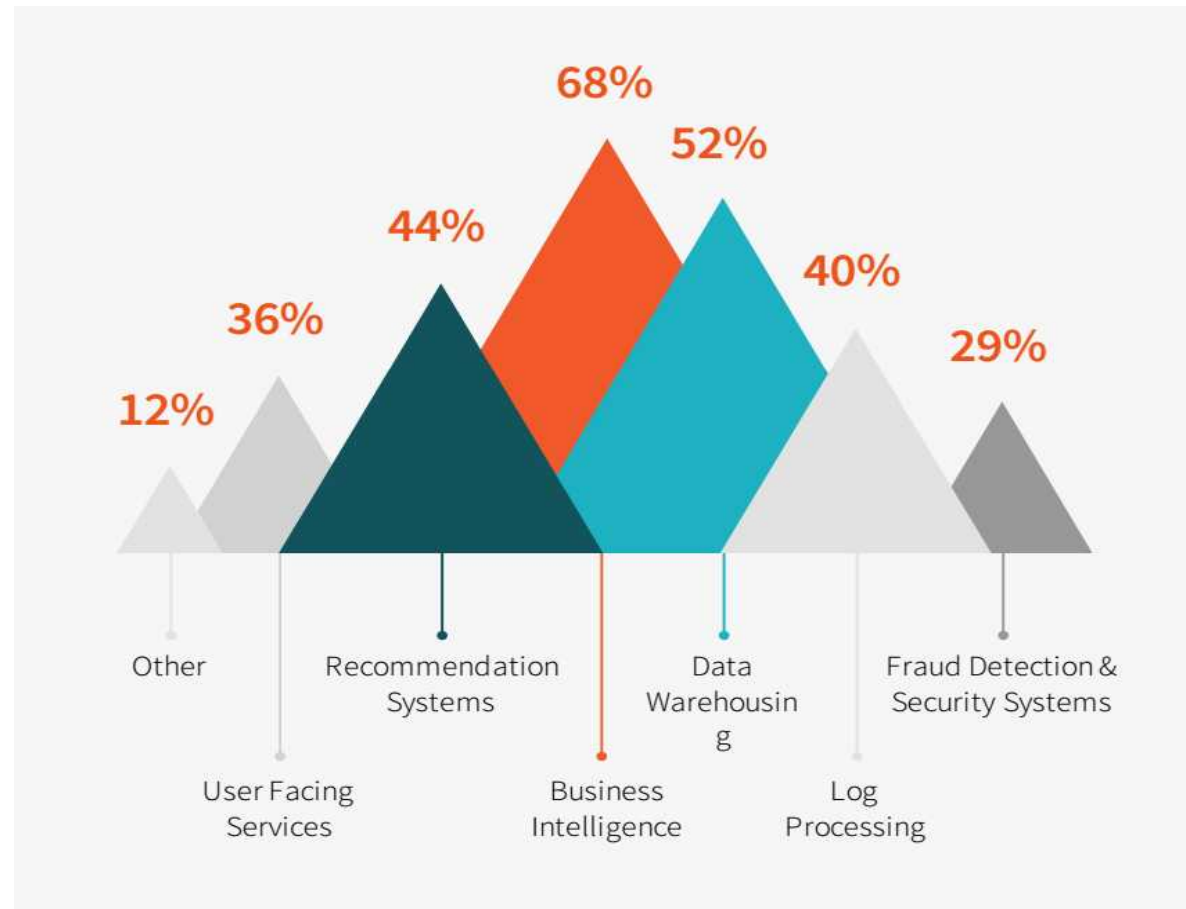 68%
52%
44%
40%
36%
29%
12%
Other
Recommendation
Systems
Data
Warehousin
g
Fraud Detection &
Security Systems
User Facing
Services
Business
Intelligence
Log
Processing